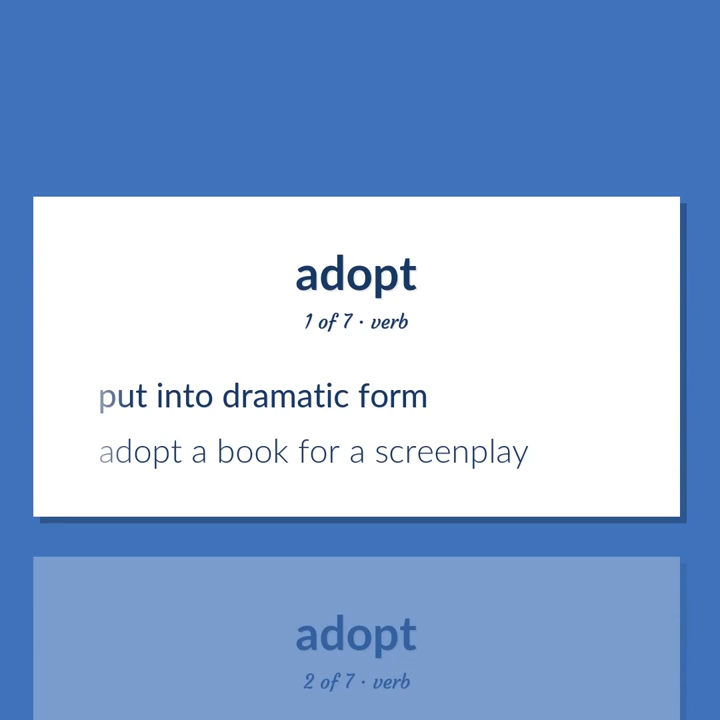 adopt
1 of 7 · verb
put into dramatic form
adopt a book for a screenplay
adopt
2 of 7 · verb